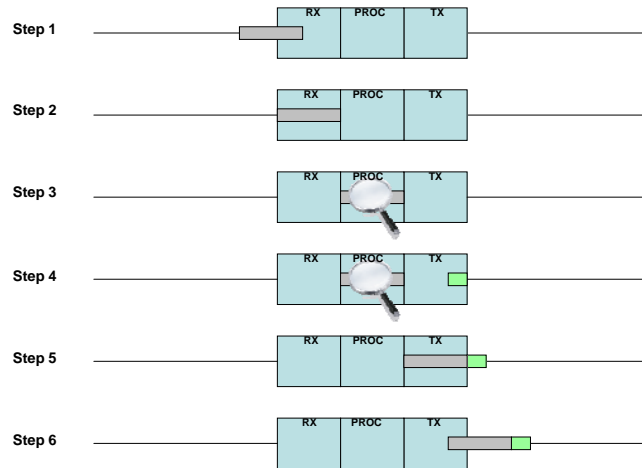 RX PROC TX
Step 1
RX PROC TX
Step 2
RX PROC TX
Step 3
RX PROC TX
Step 4
RX PROC TX
Step 5
RX PROC TX
Step 6